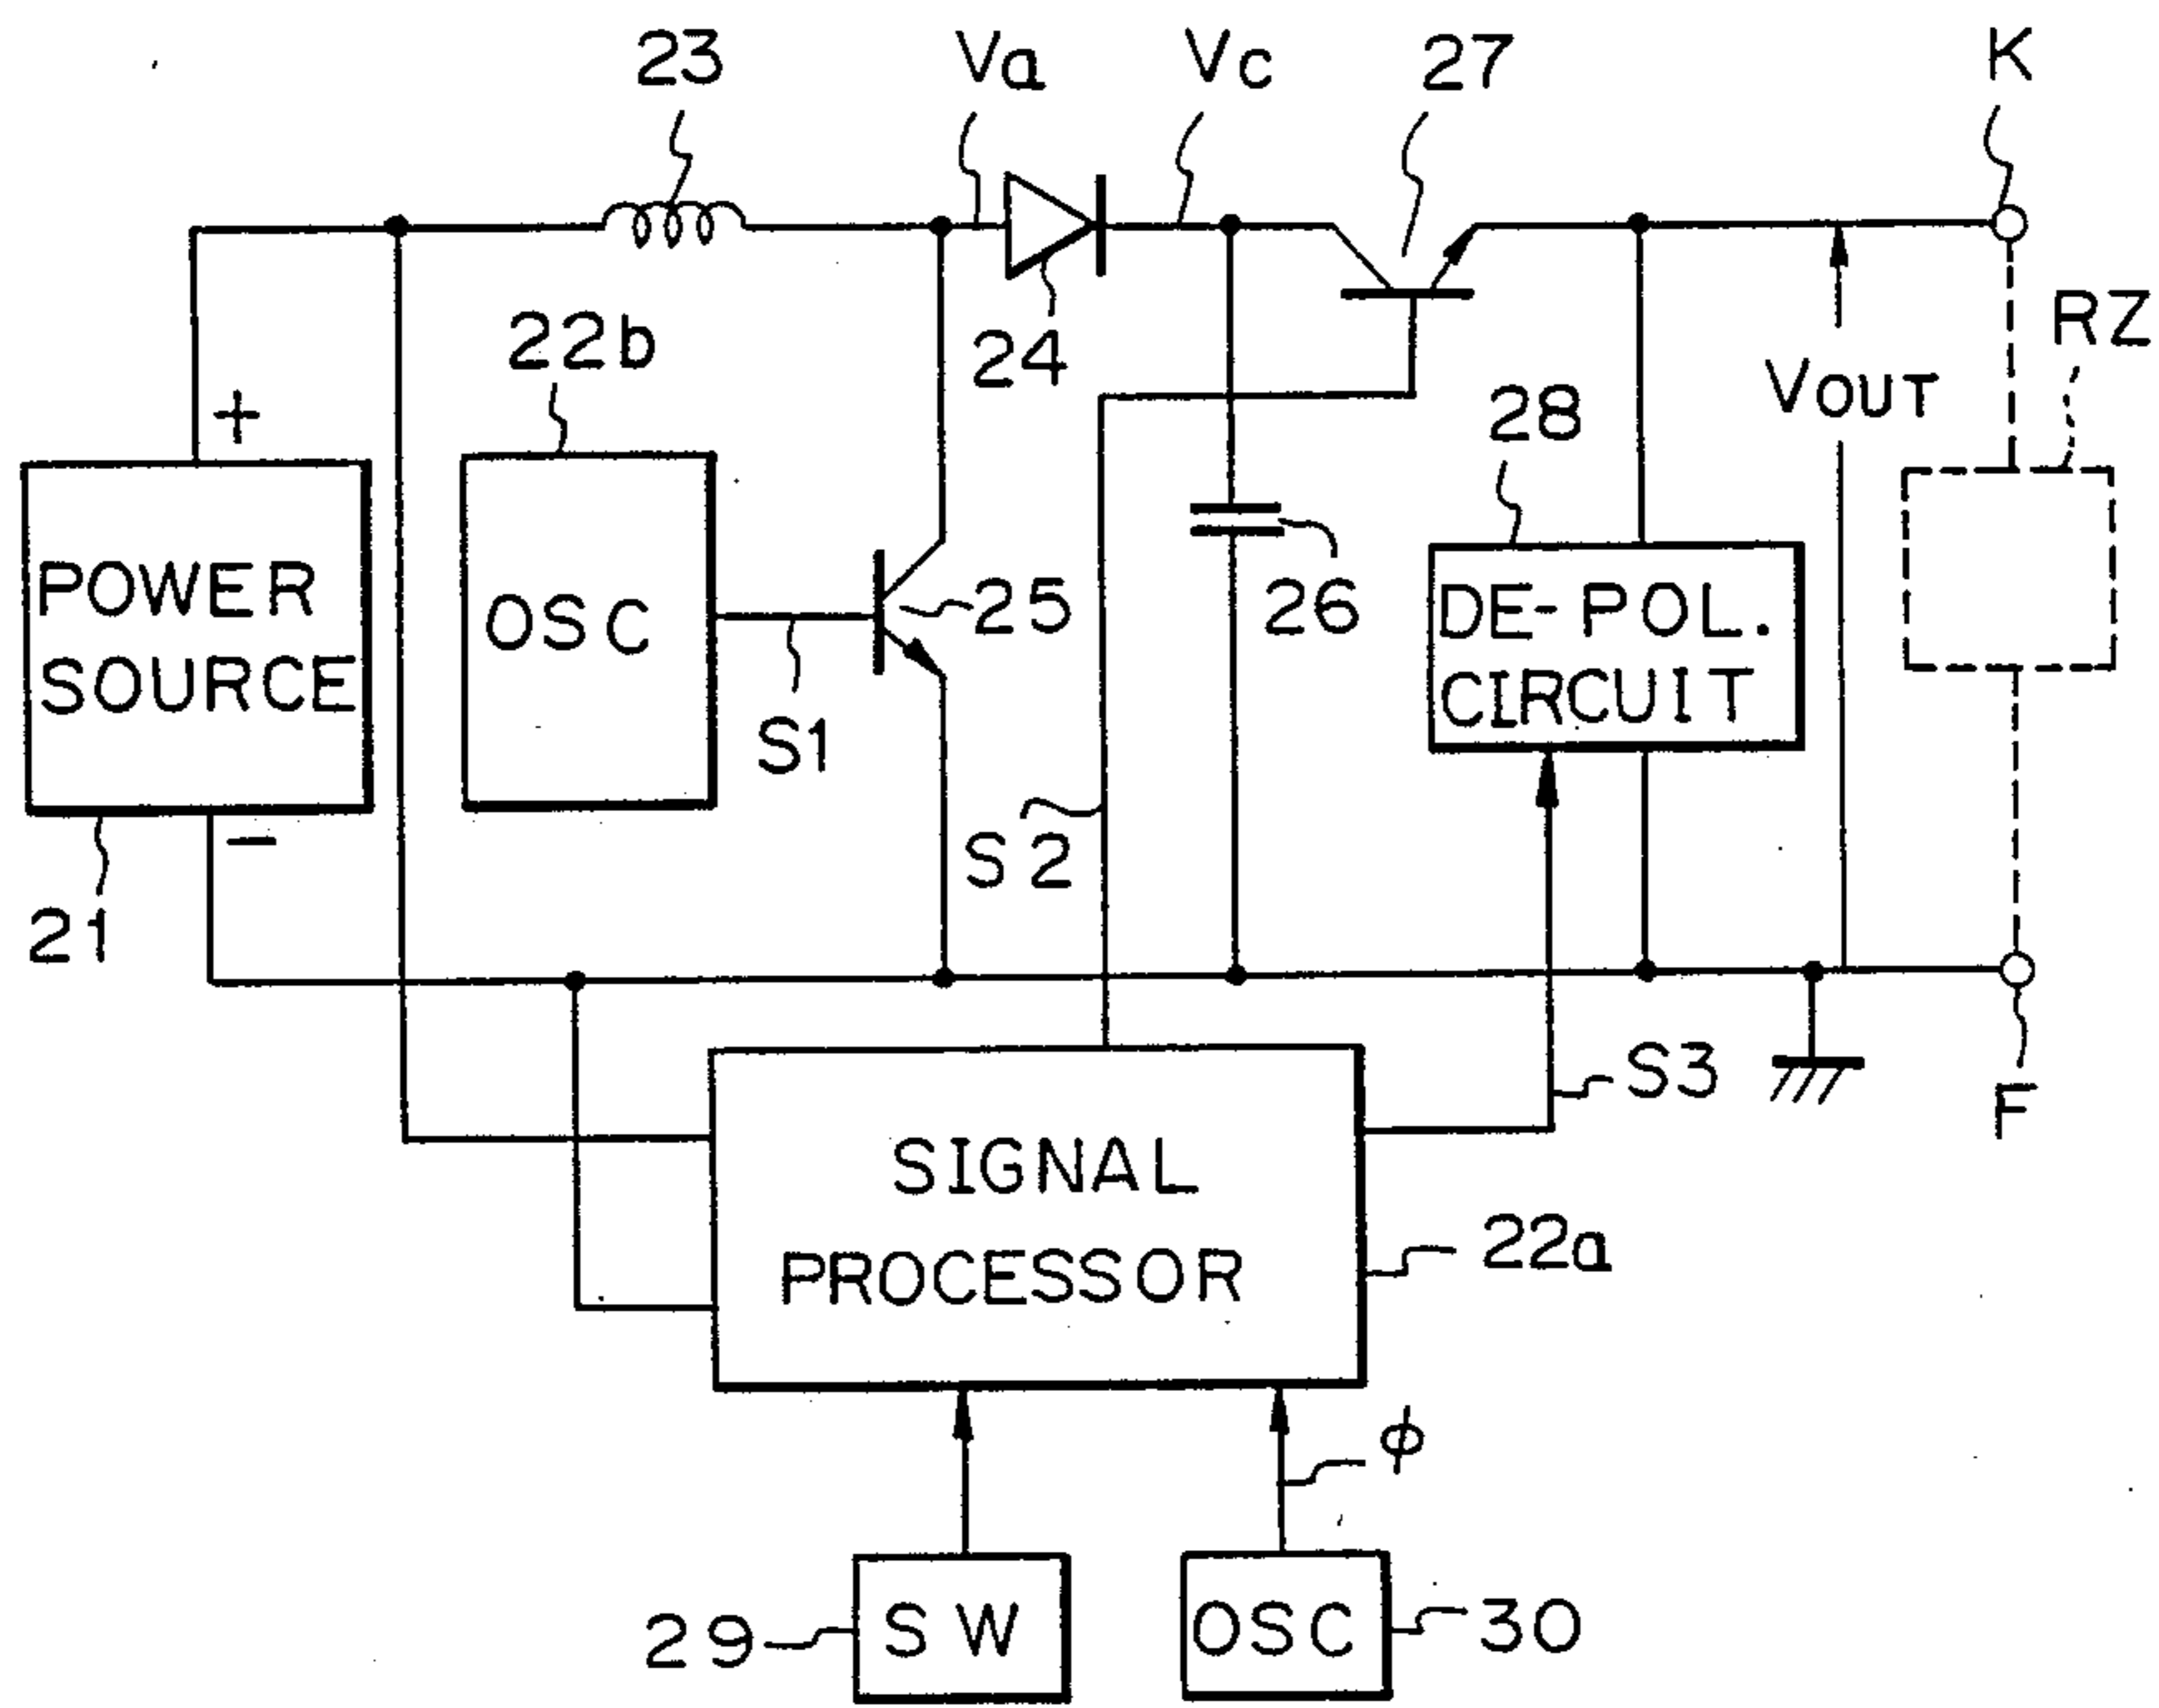 23
Va
Vc
27
K
22b
24
RZ
+
28
VOUT
POWER
SOURCE
OSC
25
26
DE-POL.
CIRCUIT
S1
−
S2
21
S3
F
SIGNAL
PROCESSOR
22a
ϕ
29
SW
OSC
30